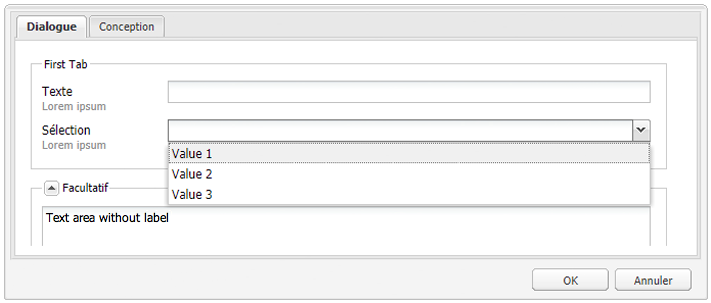 Dialogue Conception
First Tab
Texte
Lorem ipsum
Sélection
Lorem ipsum
Value 1
Value 2
Value 3
Facultatif
Text area without label
OK Annuler